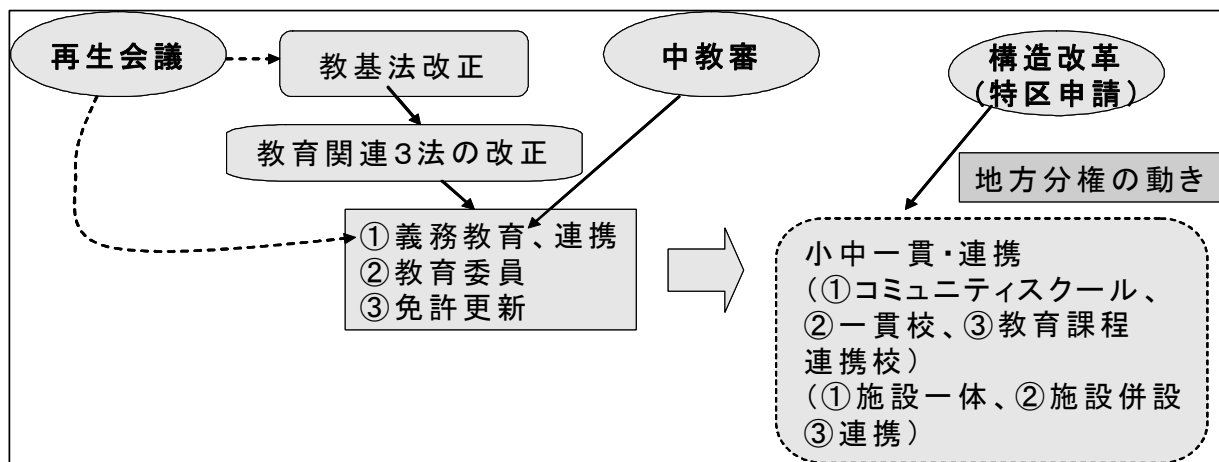 再生会議
教基法改正
中教審
構造改革
(特区申請)
教育関連3法の改正
地方分権の動き
①義務教育、連携
②教育委員
③免許更新
小中一貫・連携
(①コミュニティスクール、
②一貫校、③教育課程
連携校)
(①施設一体、②施設併設
③連携)